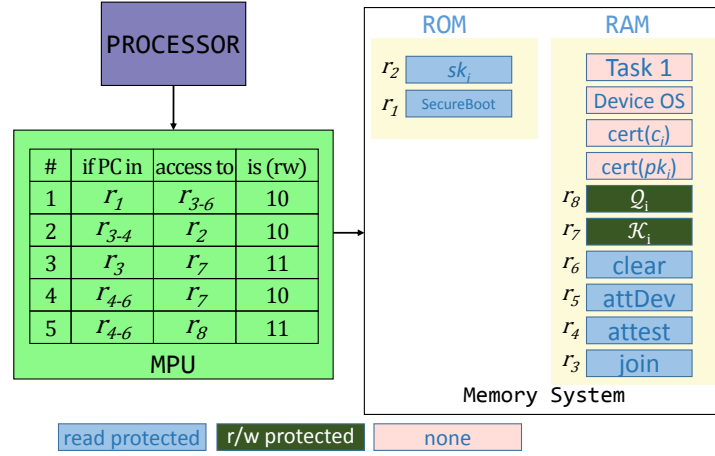 PROCESSOR
# if PC in access to is (rw)
1 r1 r3-6 10
2 r3-4 r2 10
3 r3 r7 11
4 r4-6 r7 10
5 r4-6 r8 11
MPU
ROM
r2 ski
r1 SecureBoot
RAM
Task 1
Device OS
cert(ci)
cert(pki)
r8 𝒬i
r7 𝒦i
r6 clear
r5 attDev
r4 attest
r3 join
Memory System
read protected
r/w protected
none